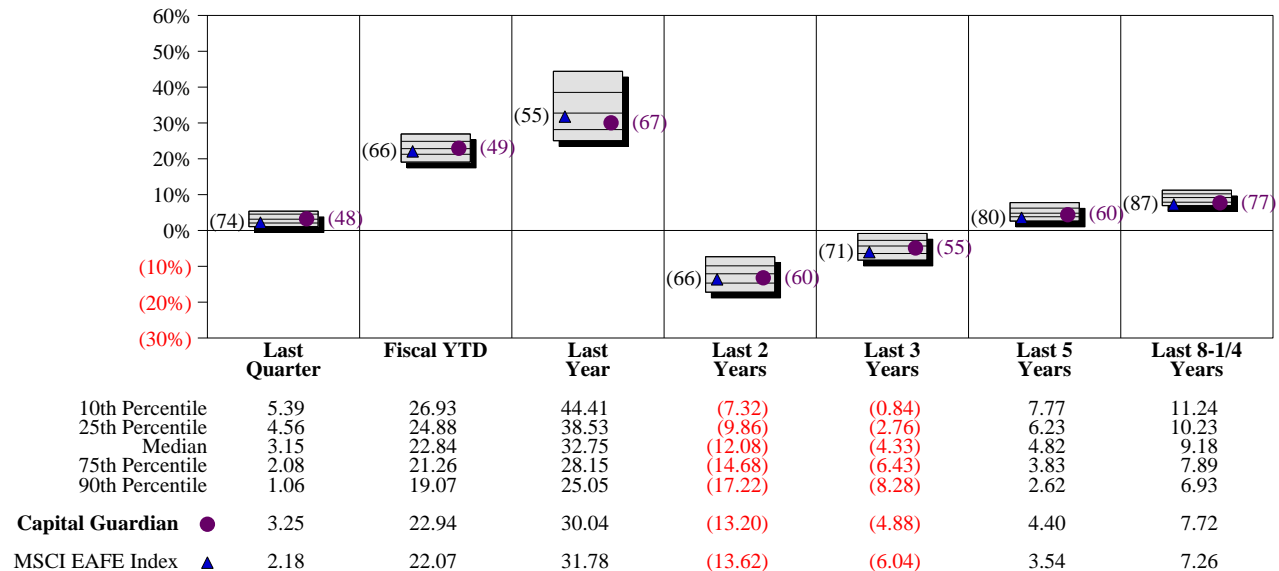 60%
50%
40%
30%
20%
10%
0%
(10%)
(20%)
(30%)
(74) (48)
(66) (49)
(55) (67)
(66) (60)
(71) (55)
(80) (60)
(87) (77)
Last Quarter Fiscal YTD Last Year Last 2 Years Last 3 Years Last 5 Years Last 8-1/4 Years
10th Percentile 5.39 26.93 44.41 (7.32) (0.84) 7.77 11.24
25th Percentile 4.56 24.88 38.53 (9.86) (2.76) 6.23 10.23
Median 3.15 22.84 32.75 (12.08) (4.33) 4.82 9.18
75th Percentile 2.08 21.26 28.15 (14.68) (6.43) 3.83 7.89
90th Percentile 1.06 19.07 25.05 (17.22) (8.28) 2.62 6.93
Capital Guardian 3.25 22.94 30.04 (13.20) (4.88) 4.40 7.72
MSCI EAFE Index 2.18 22.07 31.78 (13.62) (6.04) 3.54 7.26